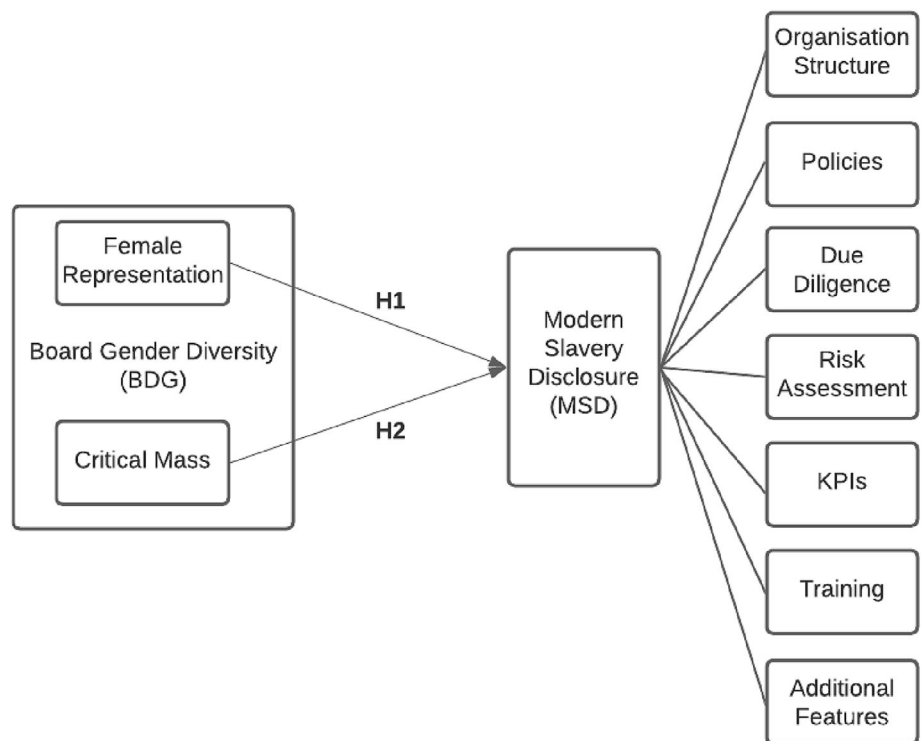 Female
Representation
Board Gender Diversity
(BDG)
Critical Mass
H1
H2
Modern
Slavery
Disclosure
(MSD)
Organisation
Structure
Policies
Due
Diligence
Risk
Assessment
KPIs
Training
Additional
Features